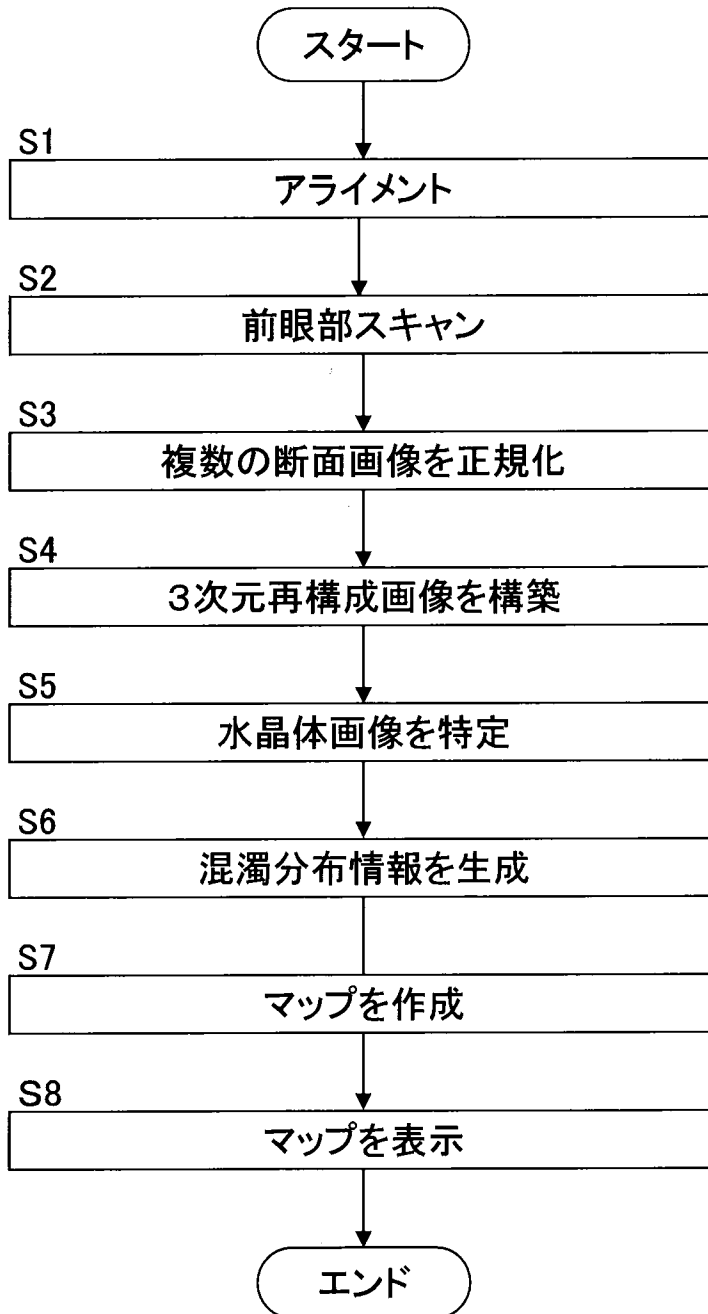 スタート
S1
アライメント
S2
前眼部スキャン
S3
複数の断面画像を正規化
S4
3次元再構成画像を構築
S5
水晶体画像を特定
S6
混濁分布情報を生成
S7
マップを作成
S8
マップを表示
エンド